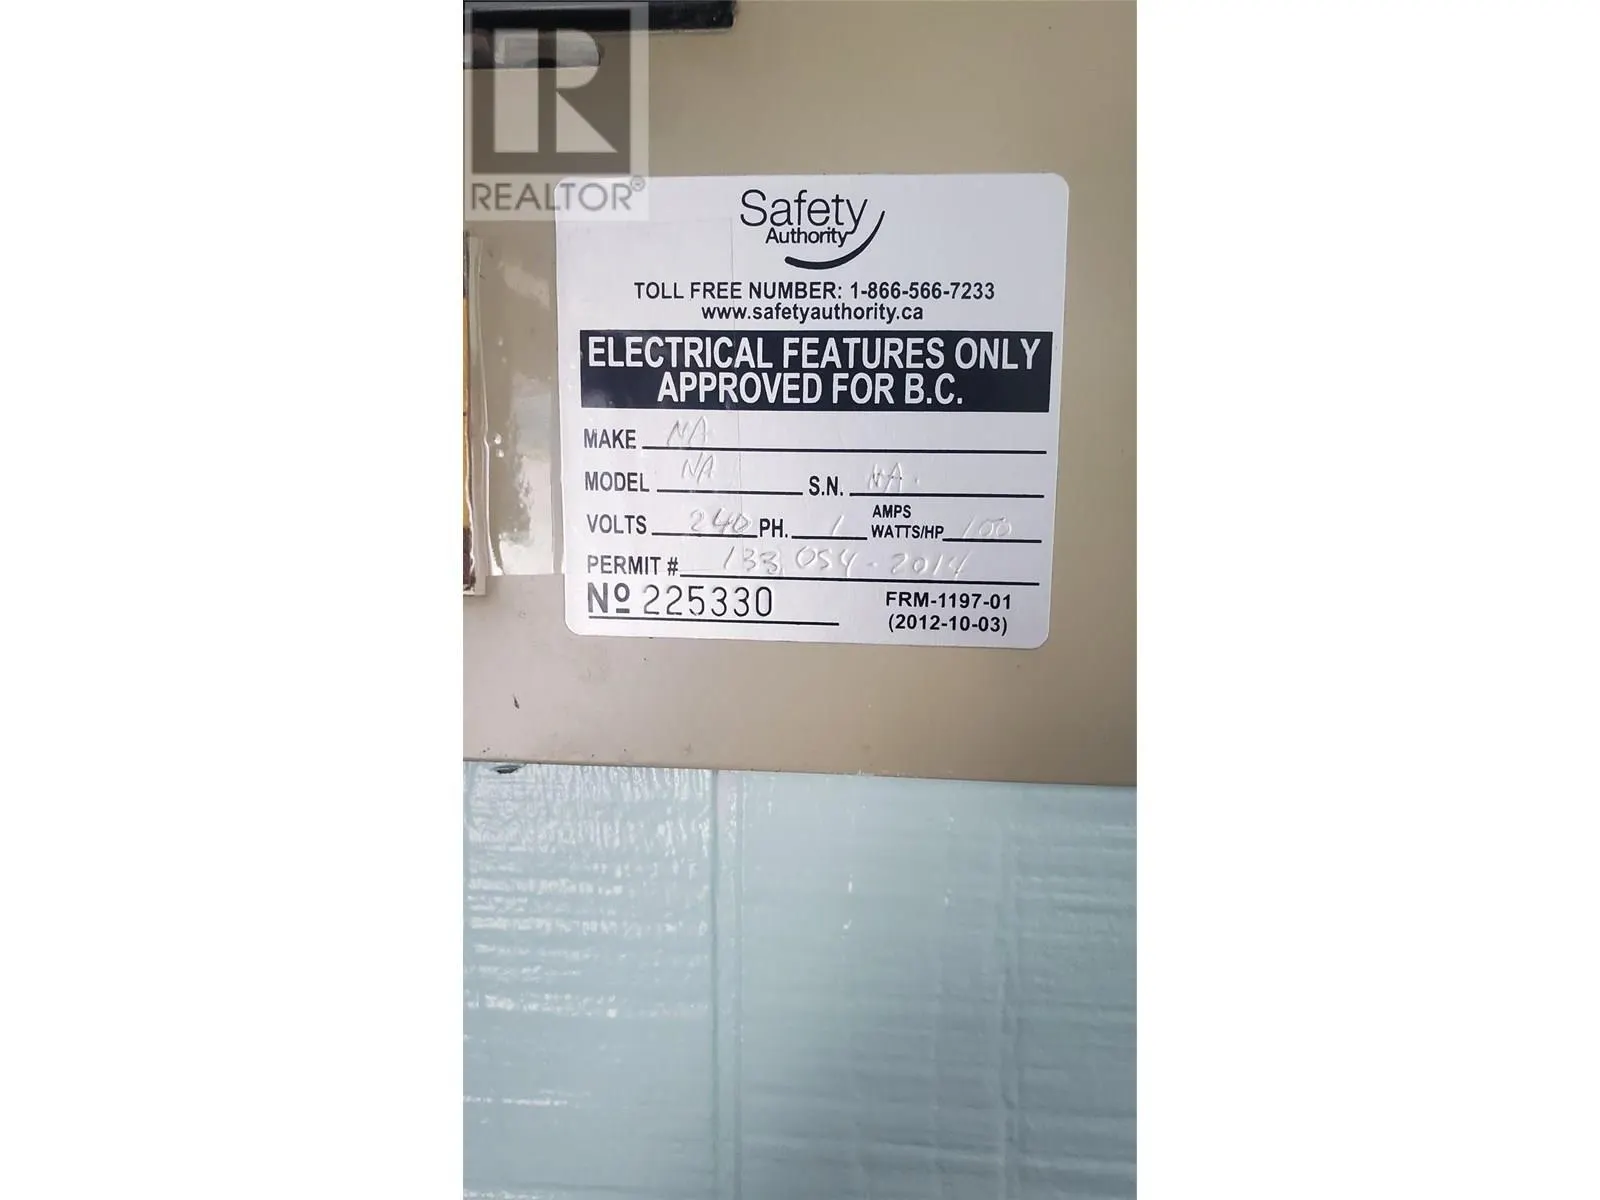 REALTOR®
Safety
Authority
TOLL FREE NUMBER: 1-866-566-7233
www.safetyauthority.ca
ELECTRICAL FEATURES ONLY
APPROVED FOR B.C.
MAKE NA
MODEL NA S.N. NA
VOLTS 240 PH. 1 AMPS WATTS/HP 100
PERMIT # 133054-2014
Nº 225330 FRM-1197-01
(2012-10-03)